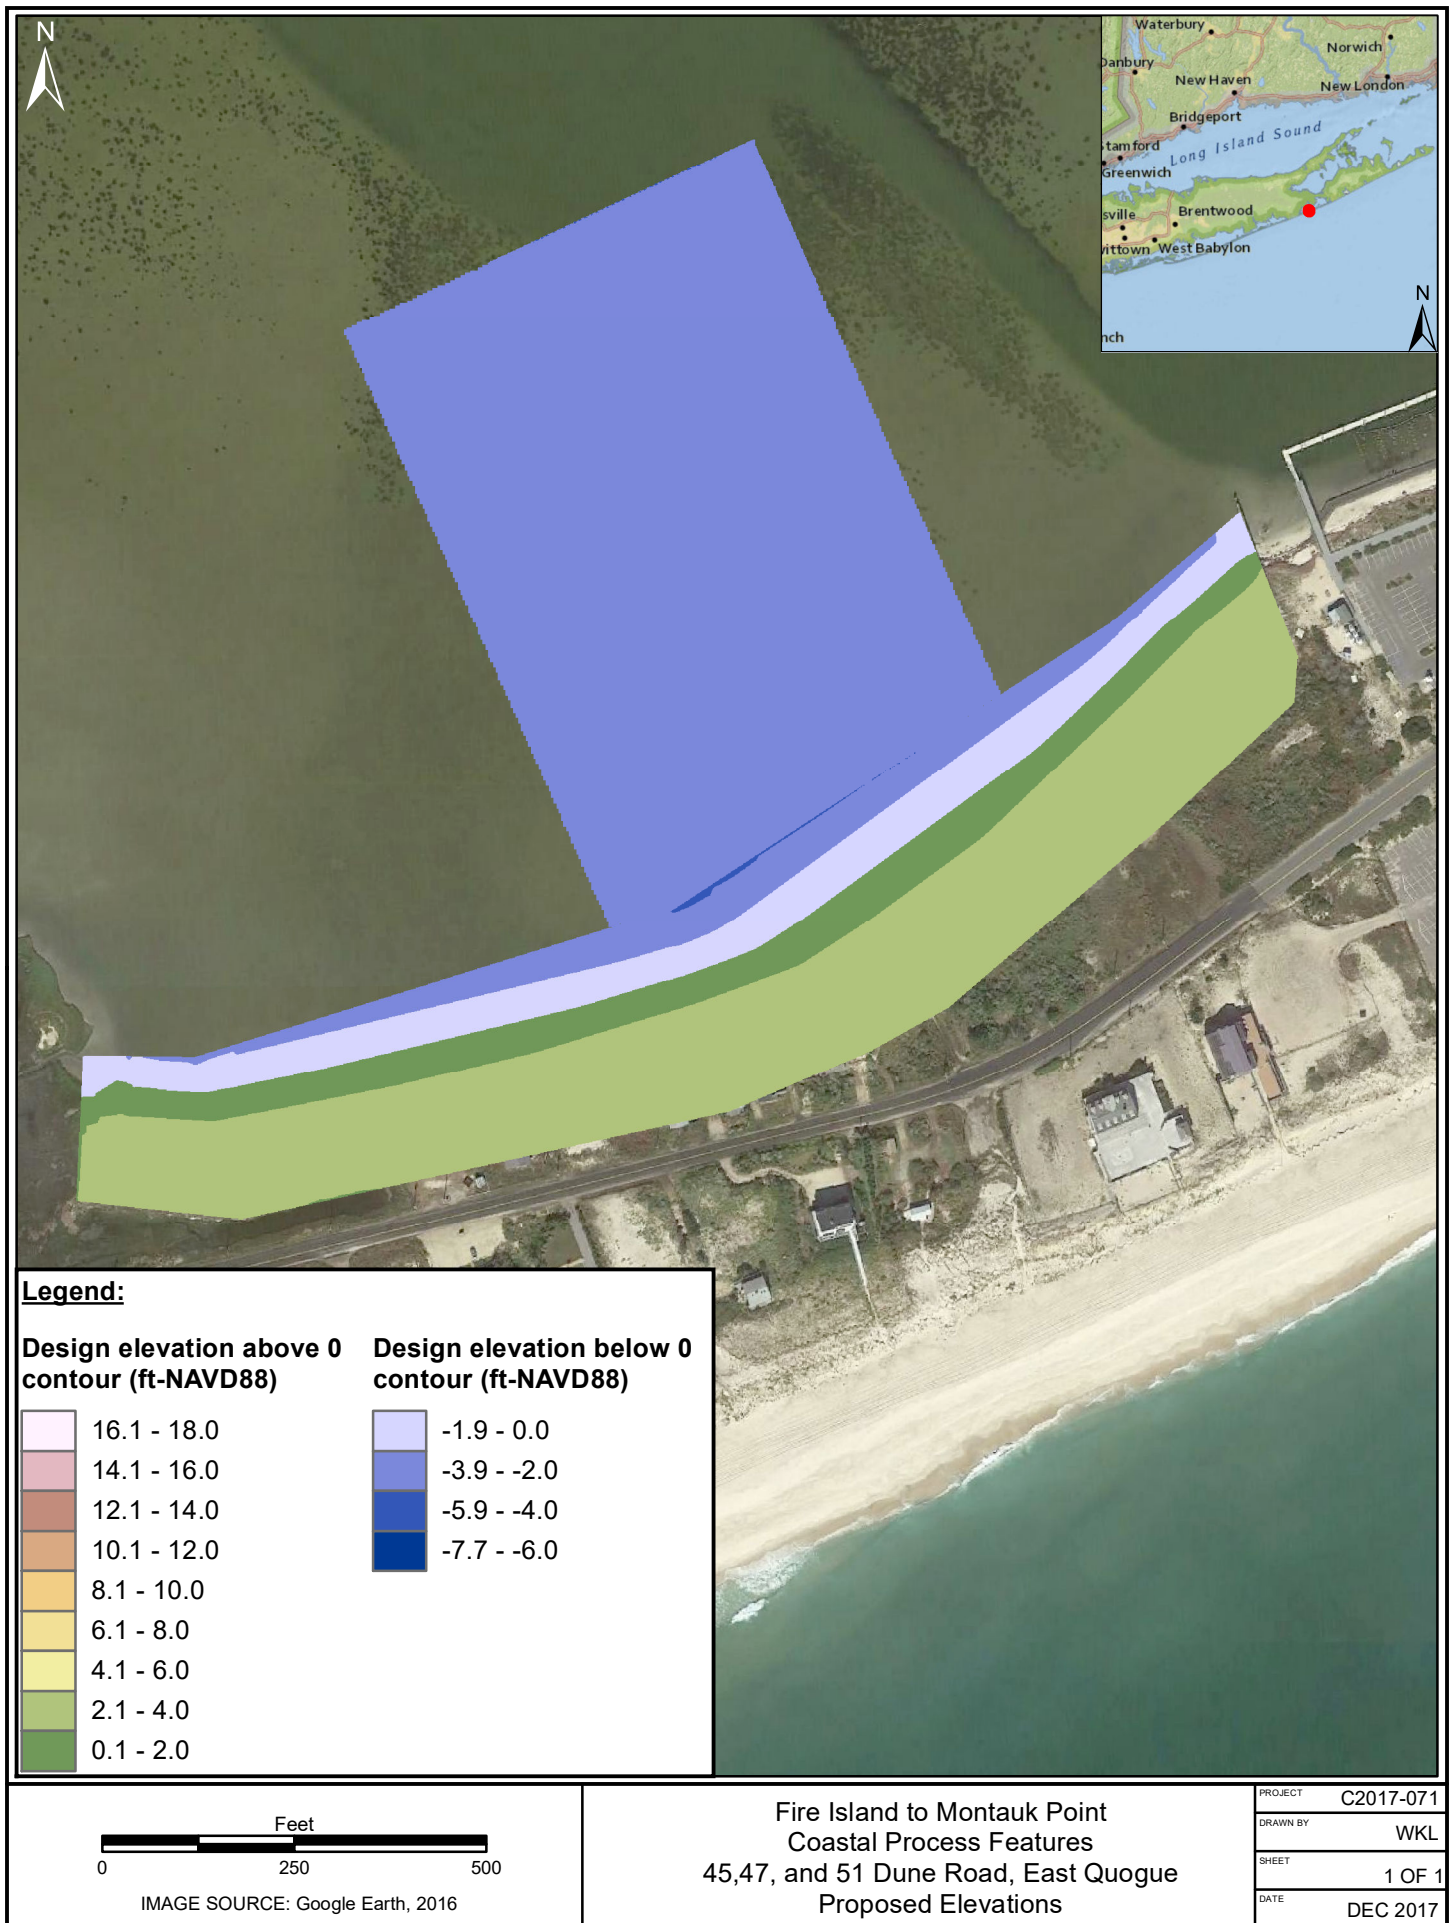 N
Waterbury
Norwich
Danbury
New Haven
New London
Bridgeport
Long Island Sound
Stamford
Greenwich
sville
Brentwood
vittown
West Babylon
N
nch
Legend:
Design elevation above 0
contour (ft-NAVD88)
16.1 - 18.0
14.1 - 16.0
12.1 - 14.0
10.1 - 12.0
8.1 - 10.0
6.1 - 8.0
4.1 - 6.0
2.1 - 4.0
0.1 - 2.0
Design elevation below 0
contour (ft-NAVD88)
-1.9 - 0.0
-3.9 - -2.0
-5.9 - -4.0
-7.7 - -6.0
Feet
0 250 500
IMAGE SOURCE: Google Earth, 2016
Fire Island to Montauk Point
Coastal Process Features
45,47, and 51 Dune Road, East Quogue
Proposed Elevations
PROJECT C2017-071
DRAWN BY WKL
SHEET 1 OF 1
DATE DEC 2017